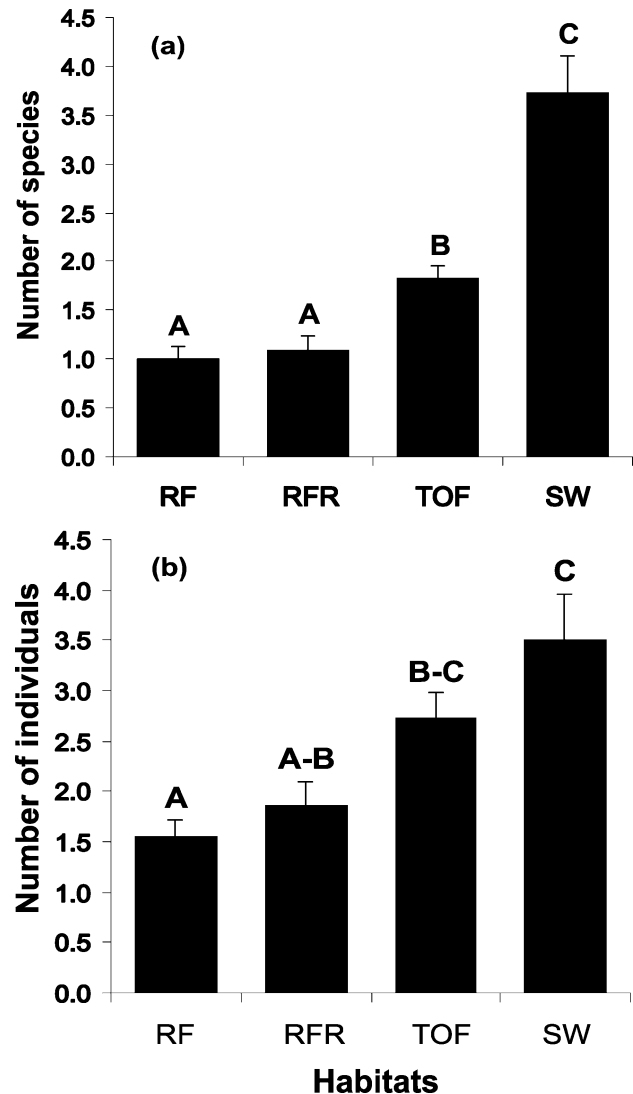 Number of species
(a)
4.5
4.0
3.5
3.0
2.5
2.0
1.5
1.0
0.5
0.0
A
A
B
C
RF RFR TOF SW
Number of individuals
(b)
4.5
4.0
3.5
3.0
2.5
2.0
1.5
1.0
0.5
0.0
A
A-B
B-C
C
RF RFR TOF SW
Habitats